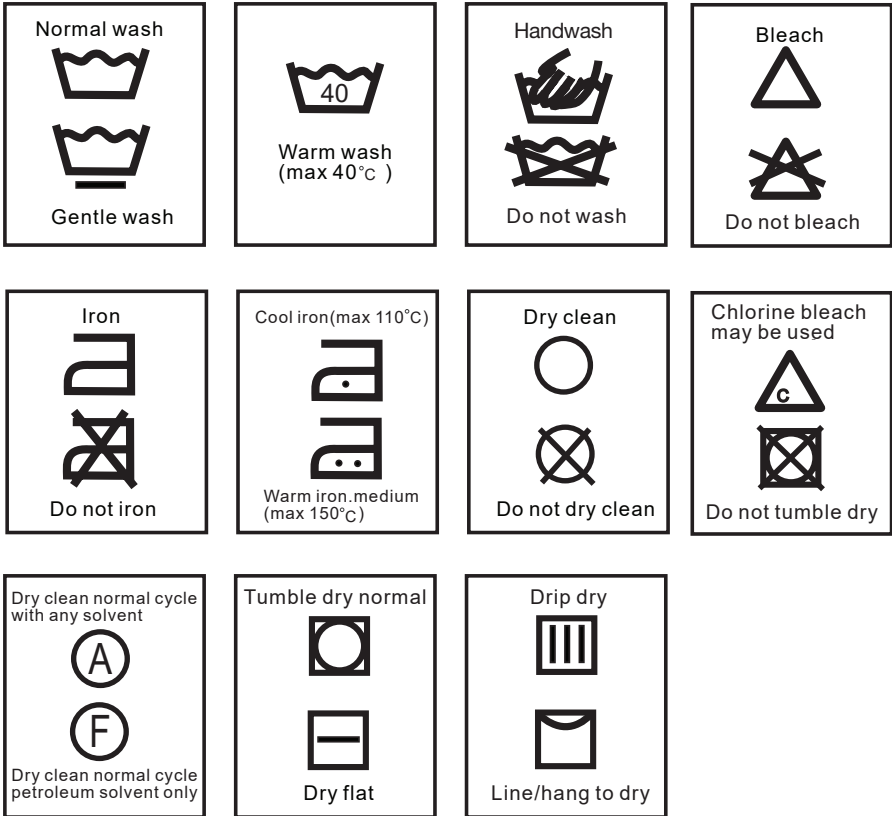 Normal wash
Gentle wash
40
Warm wash
(max 40°C )
Handwash
Do not wash
Bleach
Do not bleach
Iron
Do not iron
Cool iron(max 110°C)
Warm iron.medium
(max 150°C)
Dry clean
Do not dry clean
Chlorine bleach
may be used
C
Do not tumble dry
Dry clean normal cycle
with any solvent
A
F
Dry clean normal cycle
petroleum solvent only
Tumble dry normal
Dry flat
Drip dry
Line/hang to dry